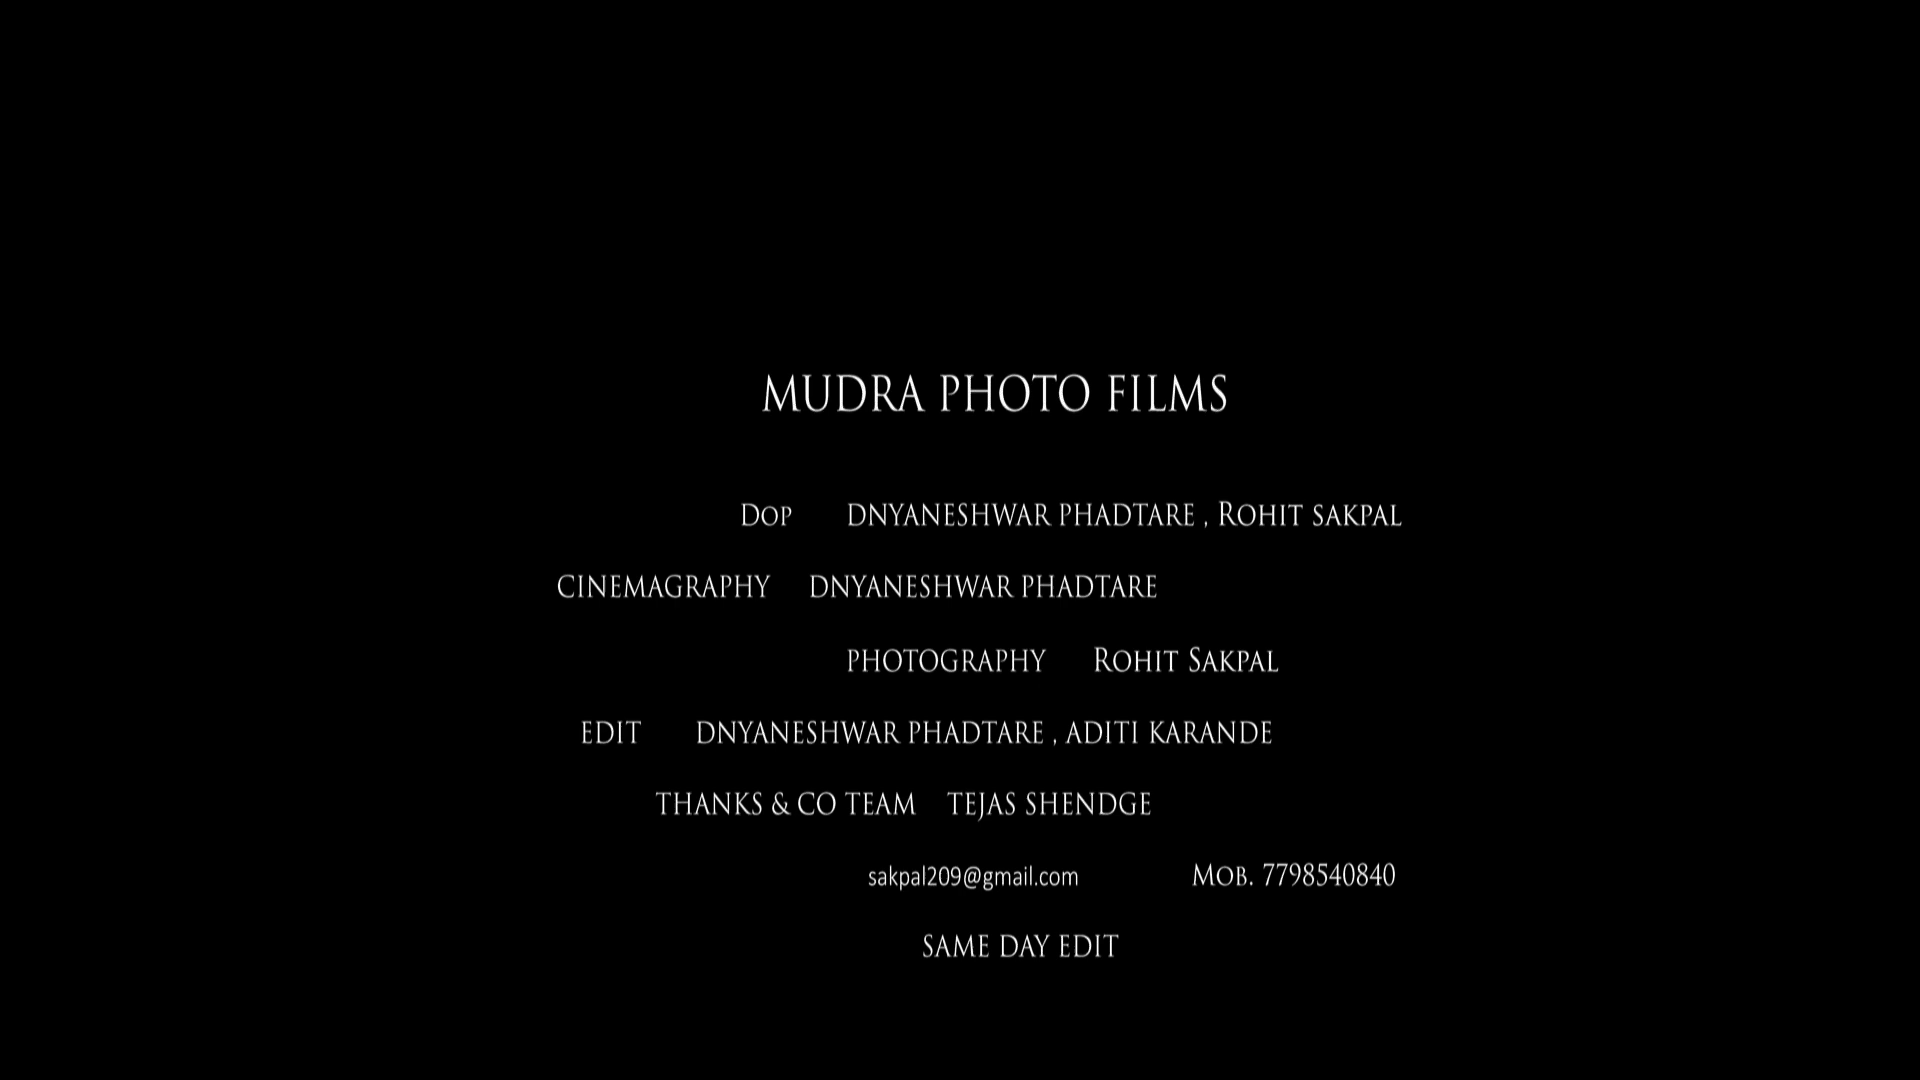 MUDRA PHOTO FILMS
Dop DNYANESHWAR PHADTARE , Rohit sakpal
CINEMAGRAPHY DNYANESHWAR PHADTARE
PHOTOGRAPHY Rohit Sakpal
EDIT DNYANESHWAR PHADTARE , ADITI KARANDE
THANKS & CO TEAM TEJAS SHENDGE
sakpal209@gmail.com Mob. 7798540840
SAME DAY EDIT